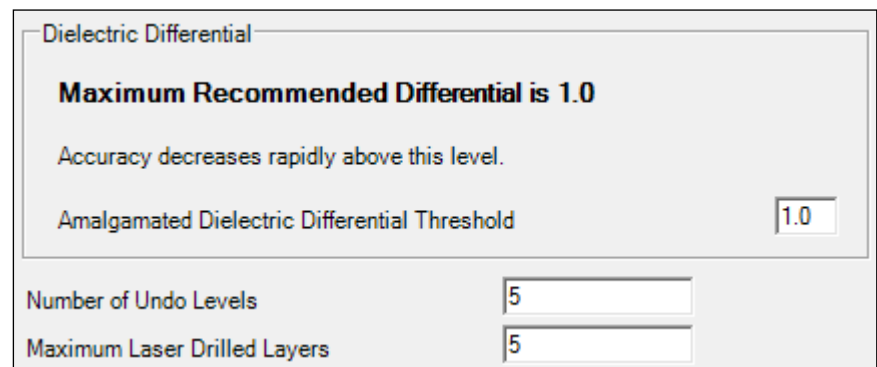 Dielectric Differential
Maximum Recommended Differential is 1.0
Accuracy decreases rapidly above this level.
Amalgamated Dielectric Differential Threshold 1.0
Number of Undo Levels 5
Maximum Laser Drilled Layers 5